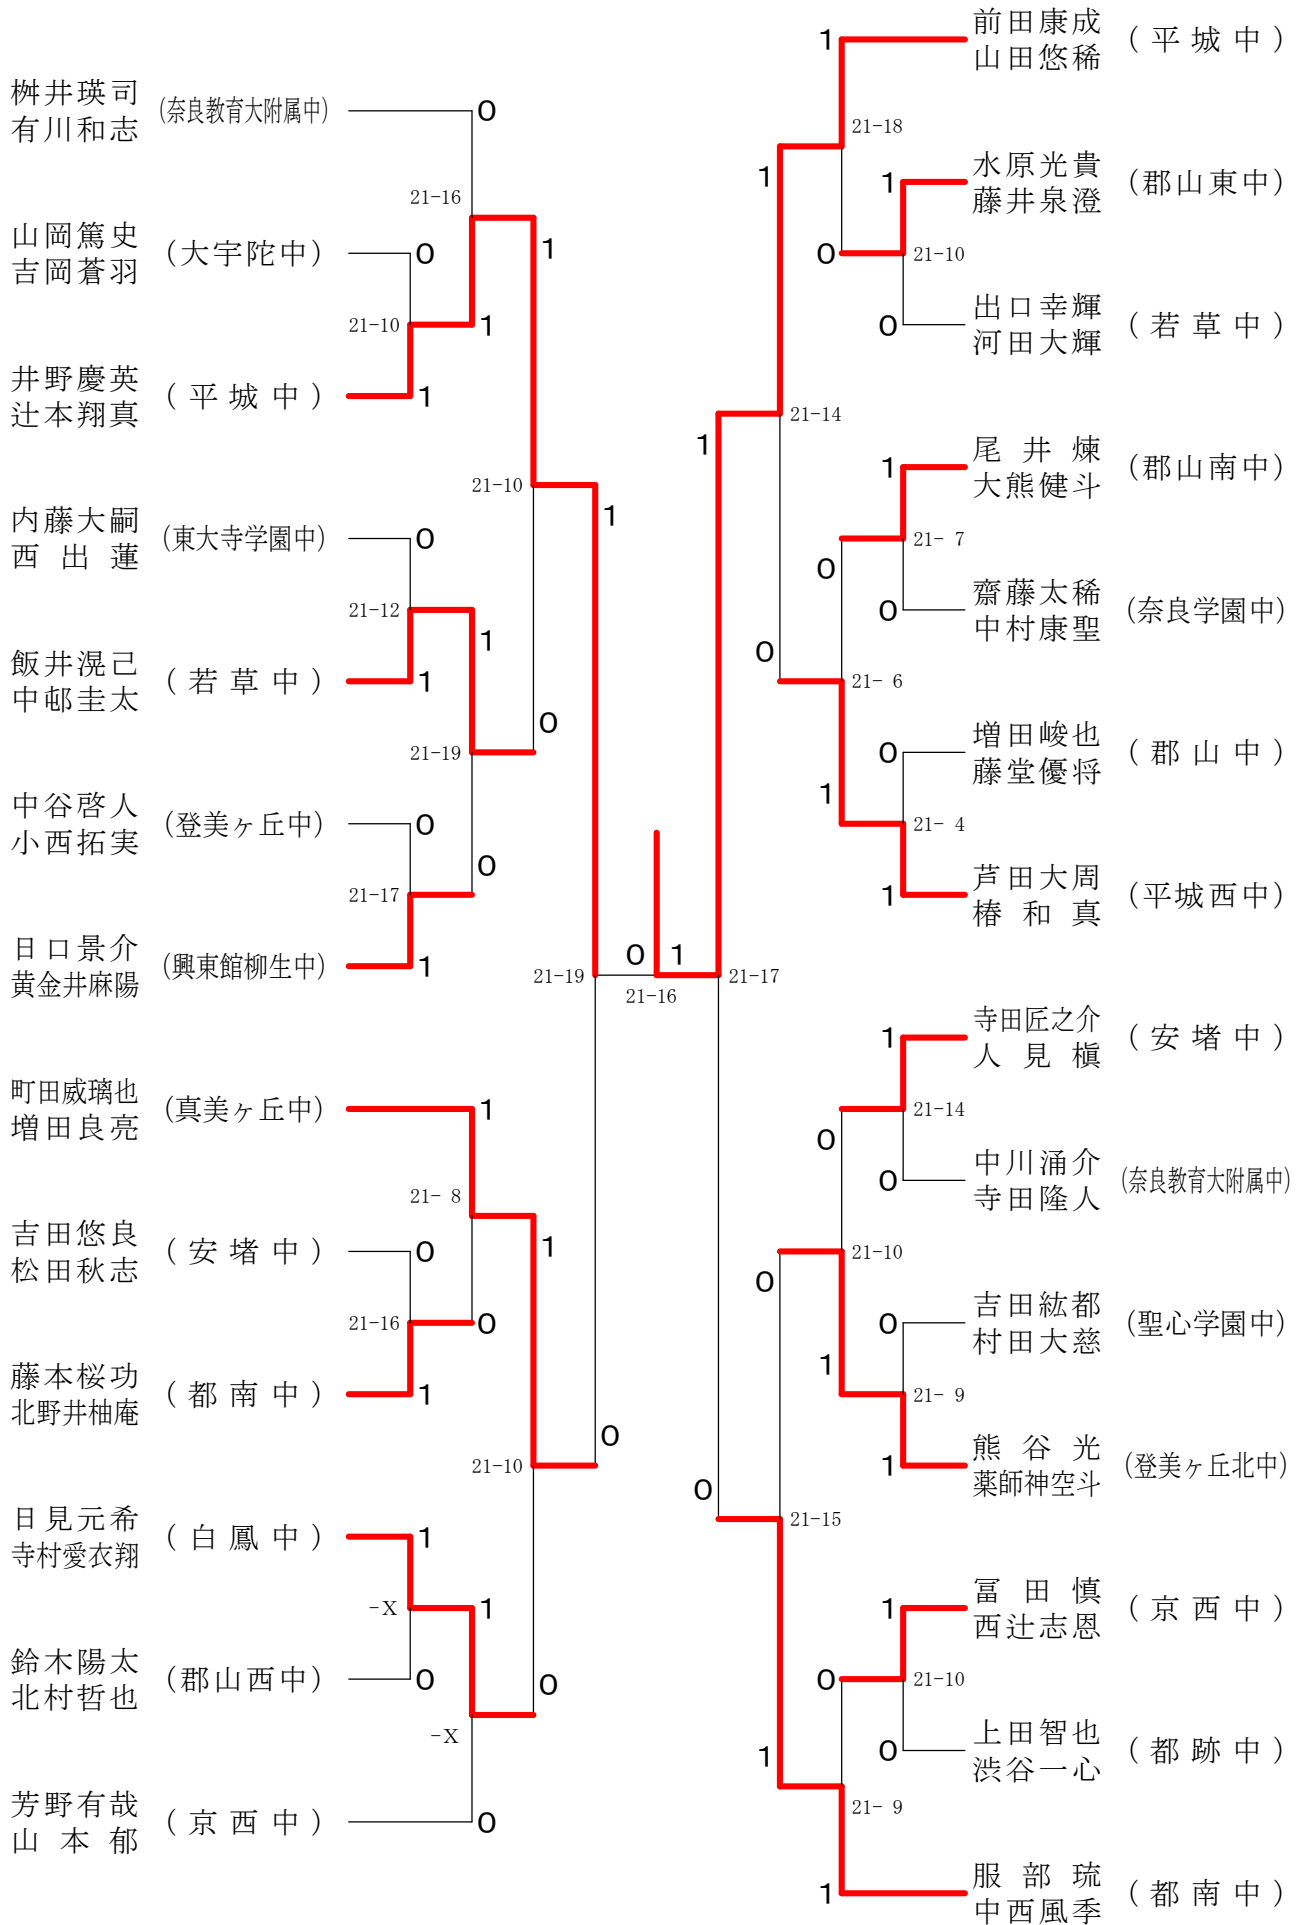 桝井瑛司
有川和志
(奈良教育大附属中)
0
21-16
山岡篤史
吉岡蒼羽
(大宇陀中)
0
1
21-10
1
井野慶英
辻本翔真
(平城中)
1
21-10
1
内藤大嗣
西出蓮
(東大寺学園中)
0
21-12
1
飯井滉己
中邨圭太
(若草中)
1
0
21-19
中谷啓人
小西拓実
(登美ヶ丘中)
0
0
21-17
日口景介
黄金井麻陽
(興東館柳生中)
1
21-19
0
1
21-16
町田威璃也
増田良亮
(真美ヶ丘中)
1
21- 8
吉田悠良
松田秋志
(安堵中)
0
1
21-16
0
藤本桜功
北野井柚庵
(都南中)
1
21-10
0
日見元希
寺村愛衣翔
(白鳳中)
1
-X
1
鈴木陽太
北村哲也
(郡山西中)
0
0
-X
芳野有哉
山本郁
(京西中)
0
1
前田康成
山田悠稀
(平城中)
21-18
1
1
水原光貴
藤井泉澄
(郡山東中)
0
21-10
0
出口幸輝
河田大輝
(若草中)
21-14
1
1
尾井煉
大熊健斗
(郡山南中)
21- 7
0
0
齋藤太稀
中村康聖
(奈良学園中)
0
21- 6
0
増田峻也
藤堂優将
(郡山中)
1
21- 4
1
芦田大周
椿和真
(平城西中)
21-17
1
寺田匠之介
人見槇
(安堵中)
21-14
0
0
中川涌介
寺田隆人
(奈良教育大附属中)
21-10
0
0
吉田紘都
村田大慈
(聖心学園中)
1
21- 9
1
熊谷光
薬師神空斗
(登美ヶ丘北中)
0
21-15
1
冨田慎
西辻志恩
(京西中)
0
21-10
1
0
上田智也
渋谷一心
(都跡中)
21- 9
1
服部琉
中西風季
(都南中)